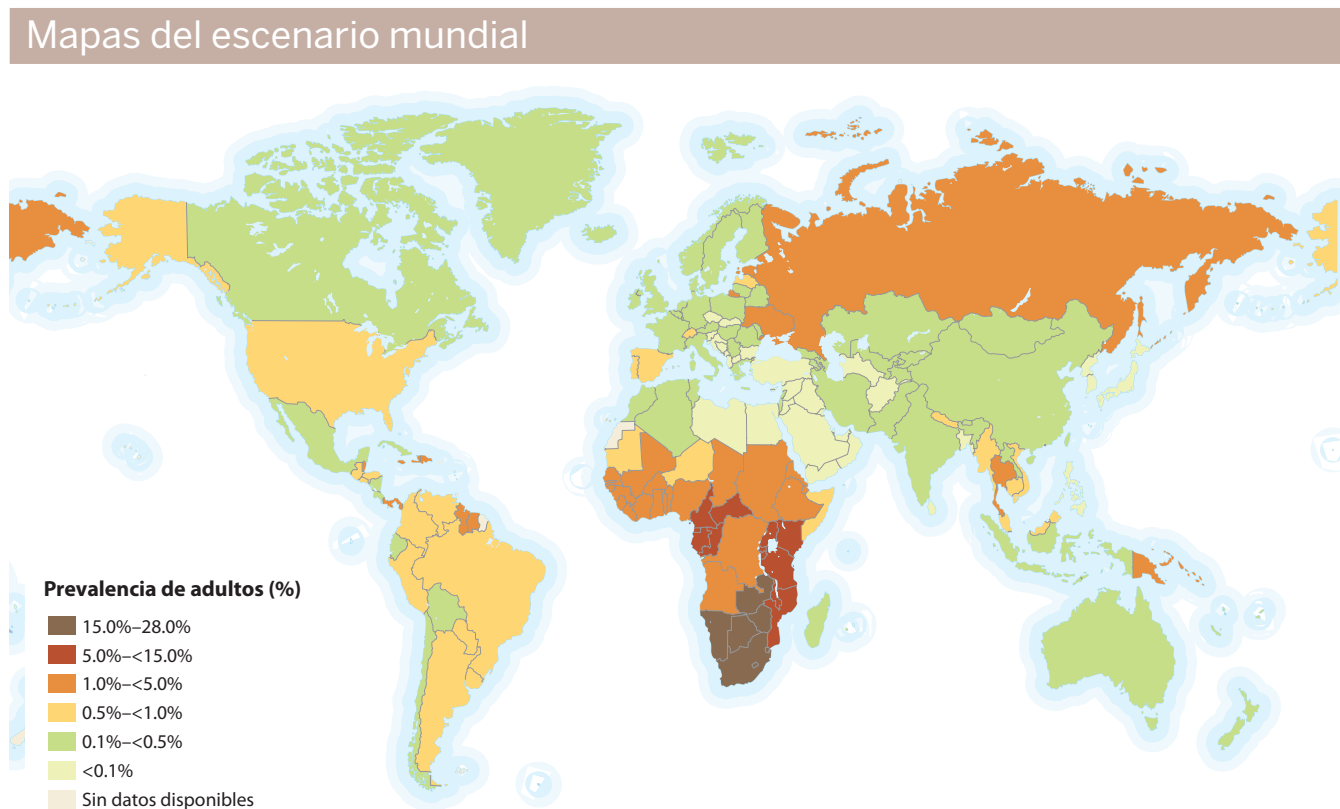 Mapas del escenario mundial
Prevalencia de adultos (%)
15.0%–28.0%
5.0%–<15.0%
1.0%–<5.0%
0.5%–<1.0%
0.1%–<0.5%
<0.1%
Sin datos disponibles